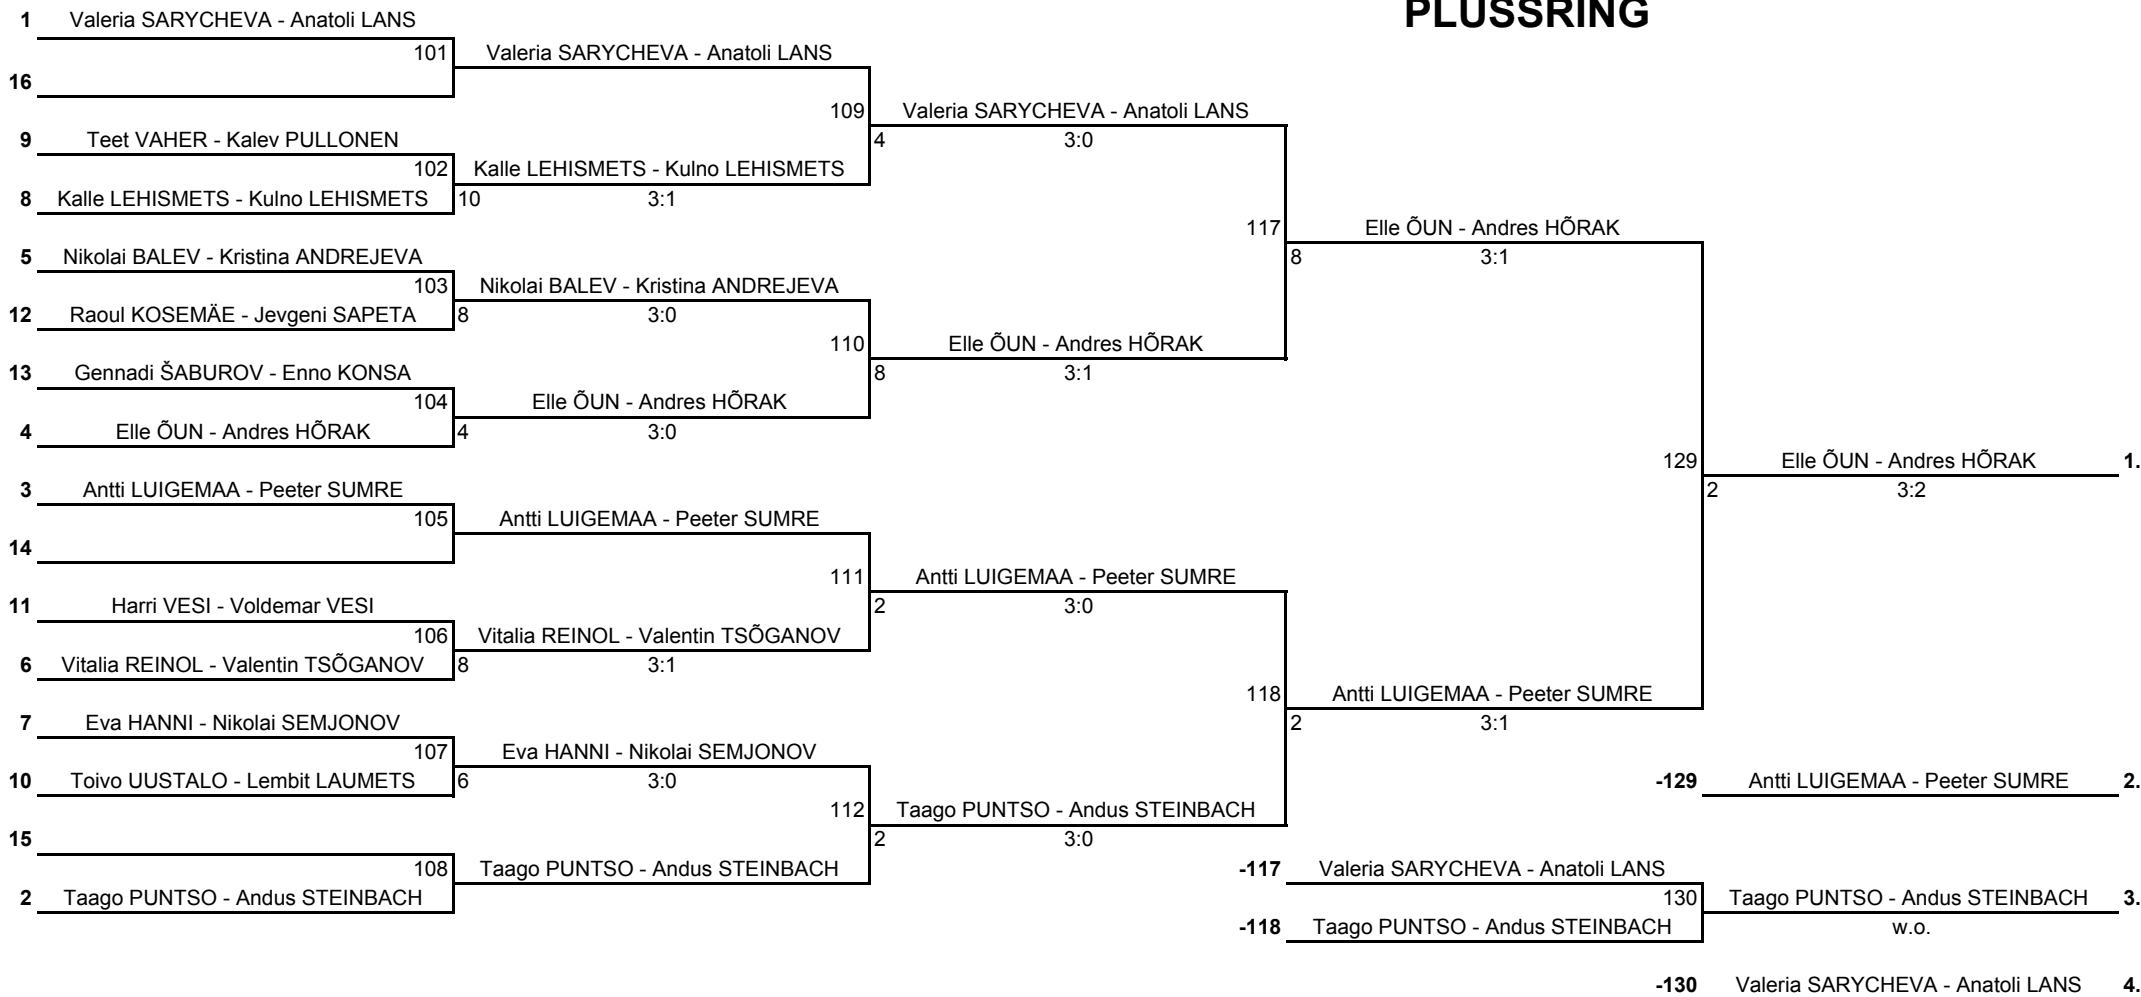 PLUSSRING
1 Valeria SARYCHEVA - Anatoli LANS
101 Valeria SARYCHEVA - Anatoli LANS
16
109 Valeria SARYCHEVA - Anatoli LANS
9 Teet VAHER - Kalev PULLONEN 4 3:0
102 Kalle LEHISMETS - Kulno LEHISMETS
8 Kalle LEHISMETS - Kulno LEHISMETS 10 3:1
117 Elle ÕUN - Andres HÕRAK
5 Nikolai BALEV - Kristina ANDREJEVA 8 3:1
103 Nikolai BALEV - Kristina ANDREJEVA
12 Raoul KOSEMÄE - Jevgeni SAPETA 8 3:0
110 Elle ÕUN - Andres HÕRAK
13 Gennadi ŠABUROV - Enno KONSA 8 3:1
104 Elle ÕUN - Andres HÕRAK
4 Elle ÕUN - Andres HÕRAK 4 3:0
129 Elle ÕUN - Andres HÕRAK 1.
3 Antti LUIGEMAA - Peeter SUMRE 2 3:2
105 Antti LUIGEMAA - Peeter SUMRE
14
111 Antti LUIGEMAA - Peeter SUMRE
11 Harri VESI - Voldemar VESI 2 3:0
106 Vitalia REINOL - Valentin TSÕGANOV
6 Vitalia REINOL - Valentin TSÕGANOV 8 3:1
118 Antti LUIGEMAA - Peeter SUMRE
7 Eva HANNI - Nikolai SEMJONOV 2 3:1
107 Eva HANNI - Nikolai SEMJONOV
10 Toivo UUSTALO - Lembit LAUMETS 6 3:0 -129 Antti LUIGEMAA - Peeter SUMRE 2.
112 Taago PUNTSO - Andus STEINBACH
15 2 3:0
108 Taago PUNTSO - Andus STEINBACH -117 Valeria SARYCHEVA - Anatoli LANS
2 Taago PUNTSO - Andus STEINBACH 130 Taago PUNTSO - Andus STEINBACH 3.
-118 Taago PUNTSO - Andus STEINBACH w.o.
-130 Valeria SARYCHEVA - Anatoli LANS 4.